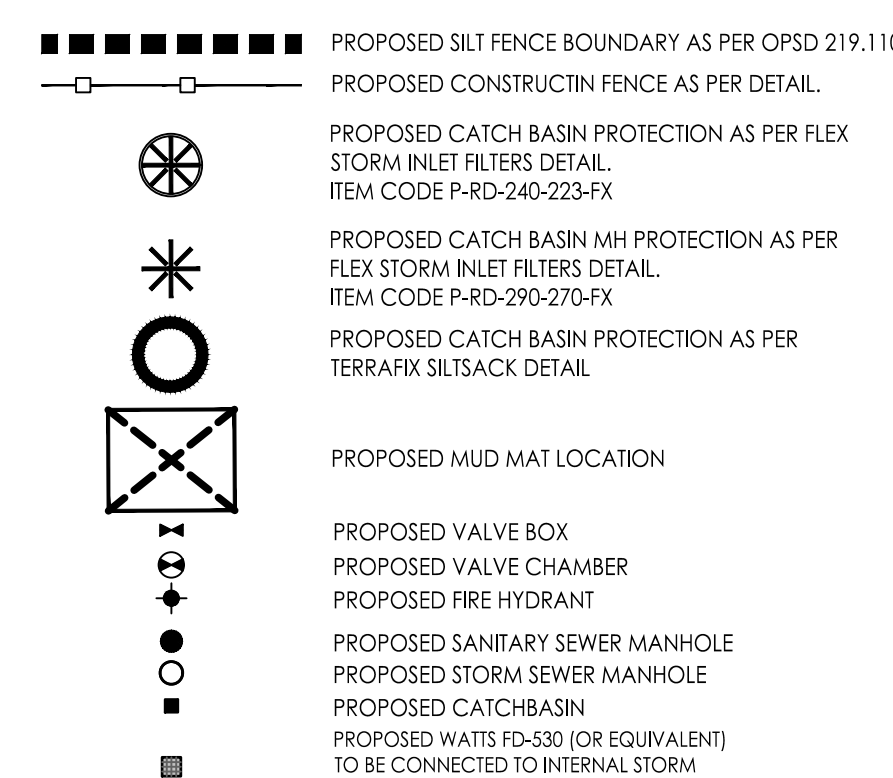 PROPOSED SILT FENCE BOUNDARY AS PER OPSD 219.110
PROPOSED CONSTRUCTIN FENCE AS PER DETAIL.
PROPOSED CATCH BASIN PROTECTION AS PER FLEX
STORM INLET FILTERS DETAIL.
ITEM CODE P-RD-240-223-FX
PROPOSED CATCH BASIN MH PROTECTION AS PER
FLEX STORM INLET FILTERS DETAIL.
ITEM CODE P-RD-290-270-FX
PROPOSED CATCH BASIN PROTECTION AS PER
TERRAFIX SILTSACK DETAIL
PROPOSED MUD MAT LOCATION
PROPOSED VALVE BOX
PROPOSED VALVE CHAMBER
PROPOSED FIRE HYDRANT
PROPOSED SANITARY SEWER MANHOLE
PROPOSED STORM SEWER MANHOLE
PROPOSED CATCHBASIN
PROPOSED WATTS FD-530 (OR EQUIVALENT)
TO BE CONNECTED TO INTERNAL STORM